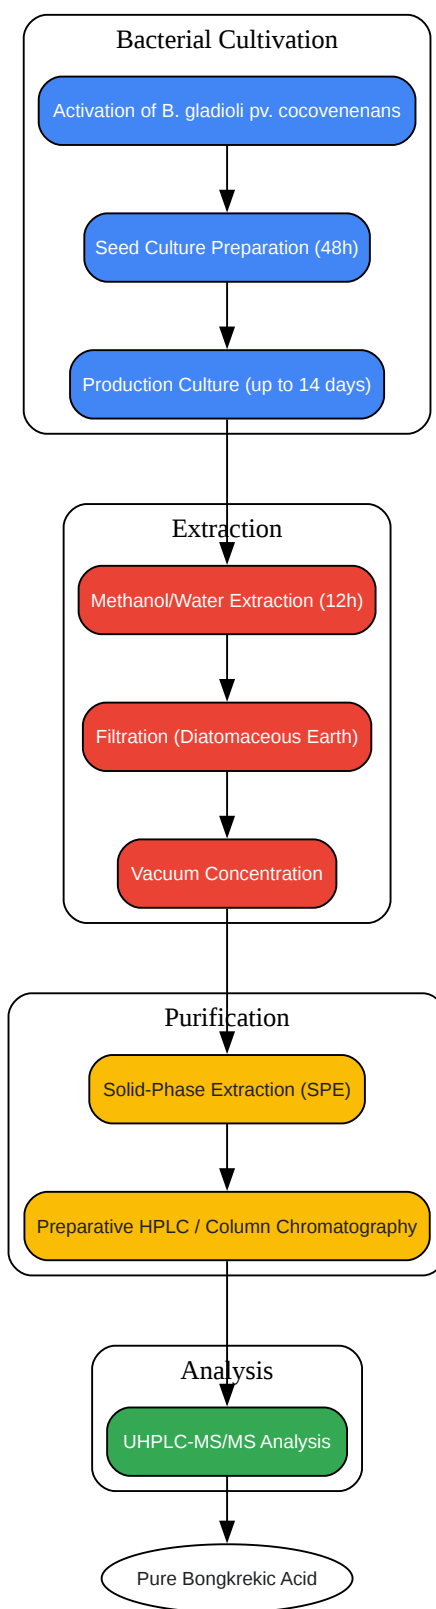 Bacterial Cultivation
Activation of B. gladioli pv. cocovenenans
Seed Culture Preparation (48h)
Production Culture (up to 14 days)
Extraction
Methanol/Water Extraction (12h)
Filtration (Diatomaceous Earth)
Vacuum Concentration
Purification
Solid-Phase Extraction (SPE)
Preparative HPLC / Column Chromatography
Analysis
UHPLC-MS/MS Analysis
Pure Bongkrekic Acid